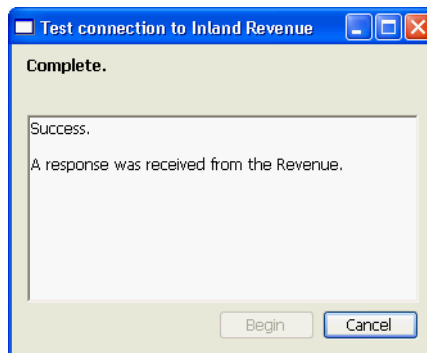 Test connection to Inland Revenue
Complete.
Success.
A response was received from the Revenue.
Begin
Cancel